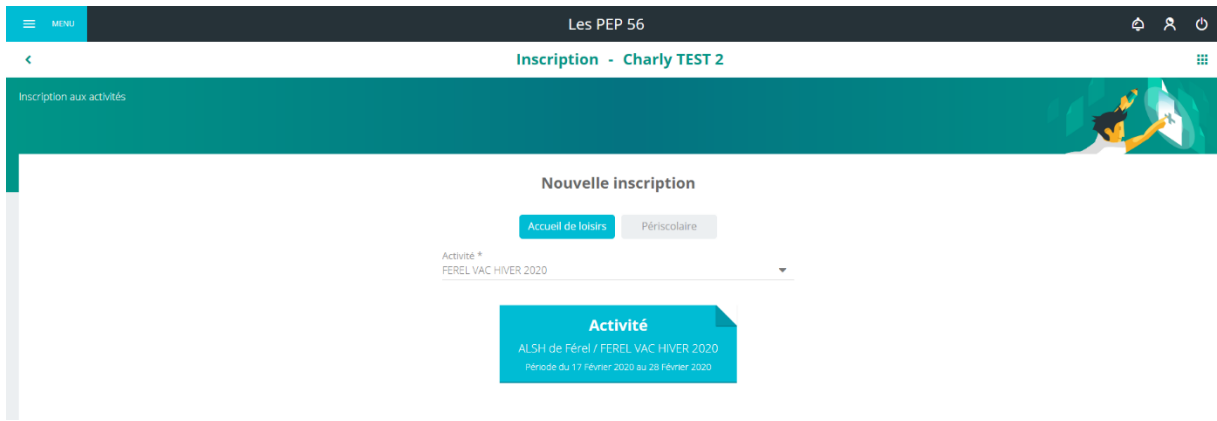 MENU
Les PEP 56
Inscription - Charly TEST 2
Inscription aux activités
Nouvelle inscription
Accueil de loisirs
Périscolaire
Activité *
FEREL VAC HIVER 2020
Activité
ALSH de Férel / FEREL VAC HIVER 2020
Période du 17 Février 2020 au 28 Février 2020